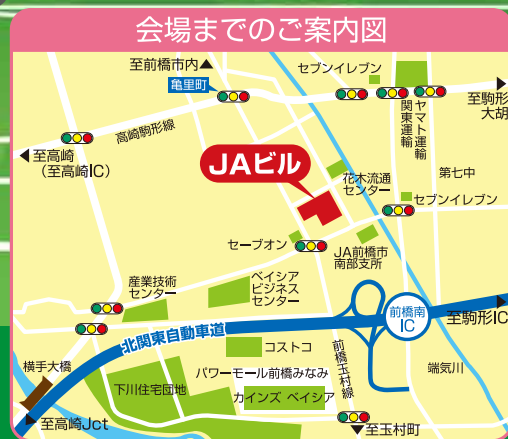 会場までのご案内図
至前橋市内▲
セブンイレブン
亀里町
至駒形
大胡
高崎駒形線
関東運輸
ヤマト運輸
◀至高崎
(至高崎IC)
JAビル
花木流通
センター
第七中
セブンイレブン
セーブオン
JA前橋市
南部支所
産業技術
センター
ベイシア
ビジネス
センター
前橋南
IC
至駒形IC
北関東自動車道
コストコ
前橋玉村線
横手大橋
パワーモール前橋みなみ
端気川
下川住宅団地
カインズ ベイシア
至高崎Jct
▼至玉村町